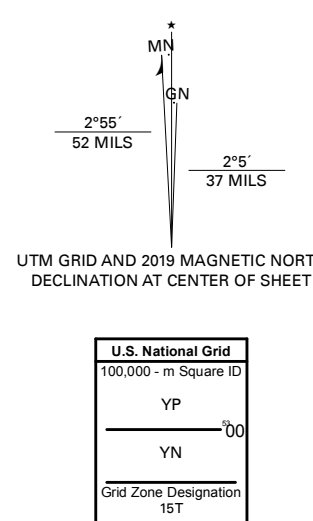 MN
GN
2°55´
52 MILS
2°5´
37 MILS
UTM GRID AND 2019 MAGNETIC NORT
DECLINATION AT CENTER OF SHEET
U.S. National Grid
100,000 - m Square ID
YP
5300
YN
Grid Zone Designation
15T